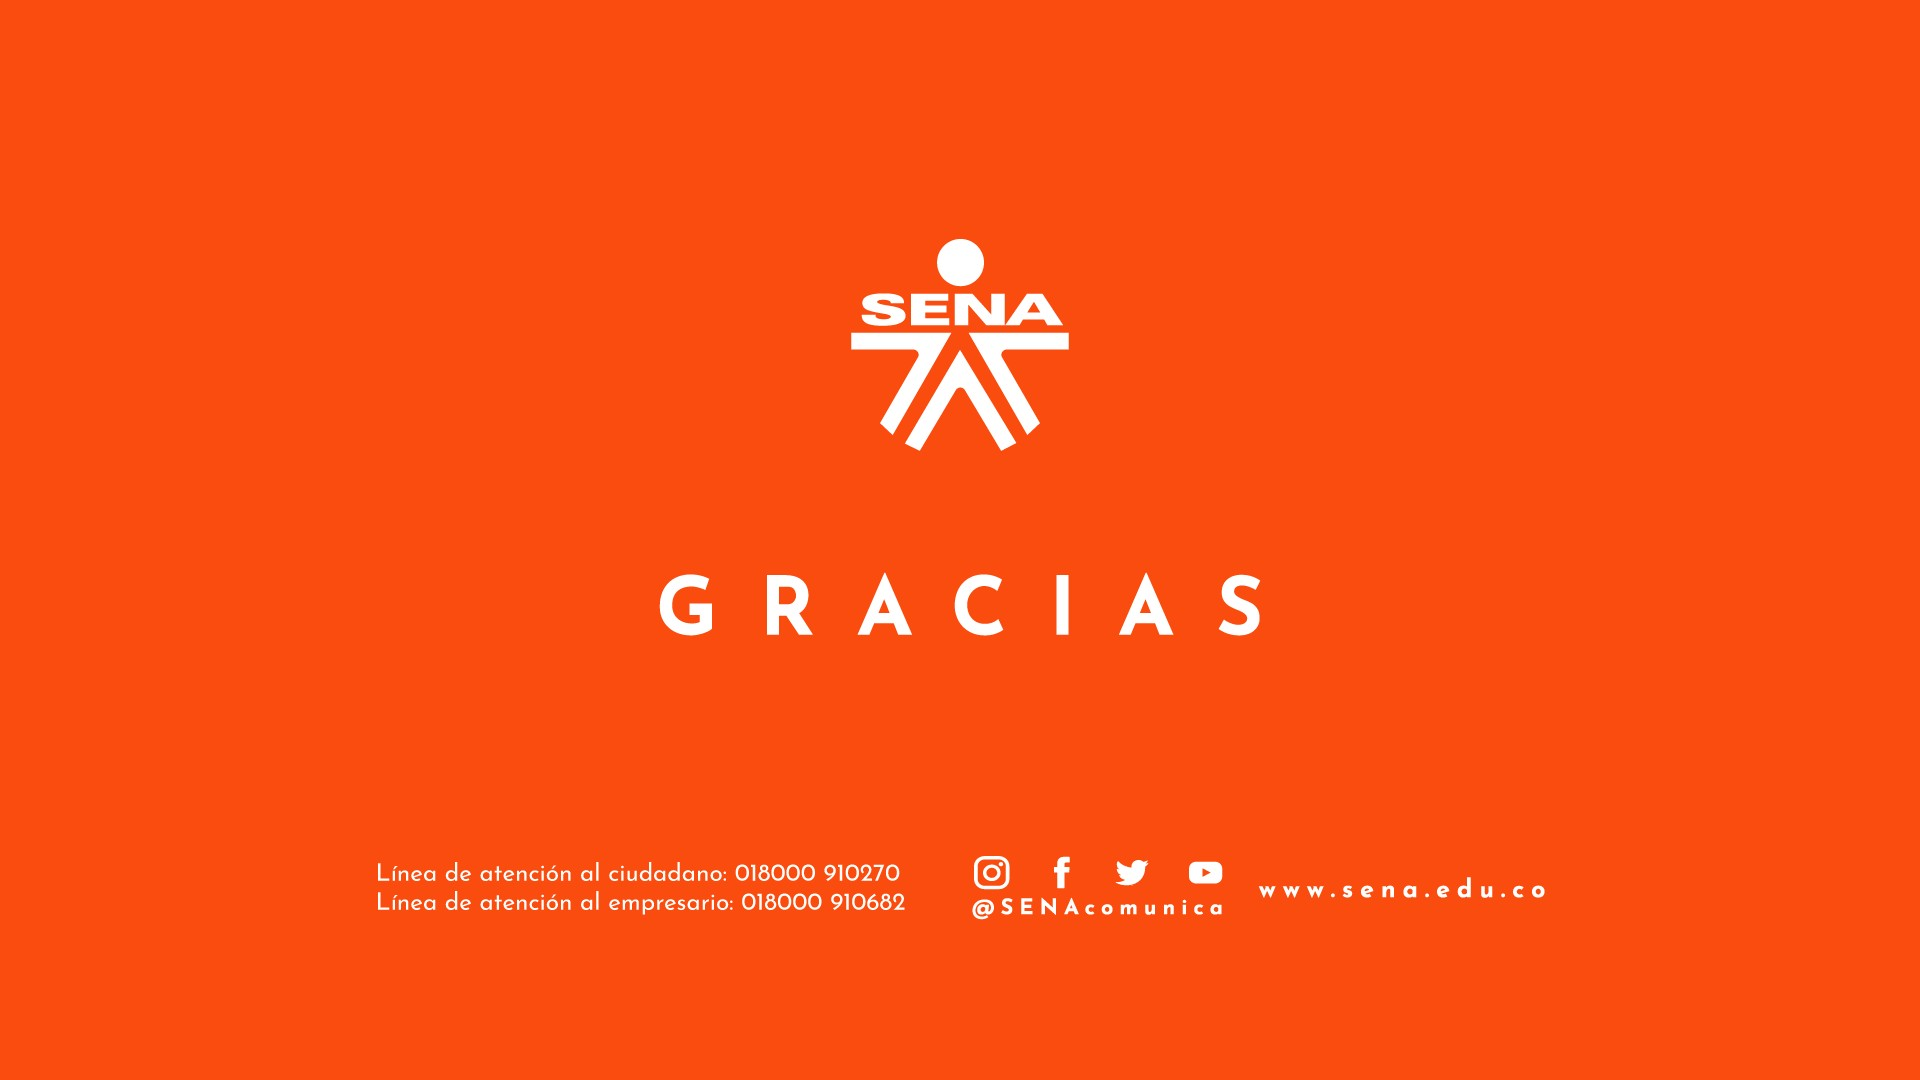 SENA
GRACIAS
Línea de atención al ciudadano: 018000 910270
Línea de atención al empresario: 018000 910682
@SENAcomunica
www.sena.edu.co